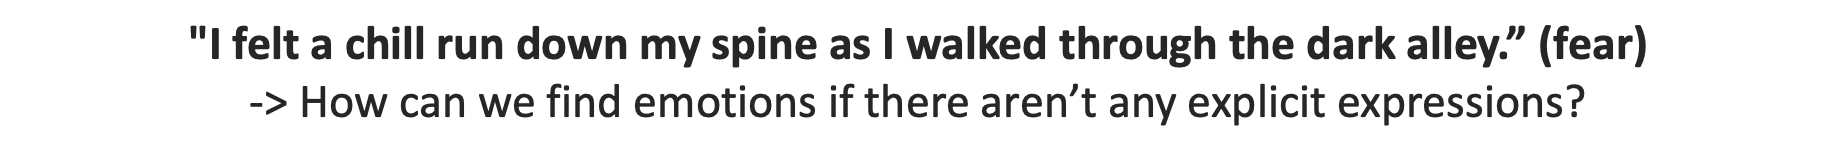 "I felt a chill run down my spine as I walked through the dark alley.” (fear)
-> How can we find emotions if there aren’t any explicit expressions?